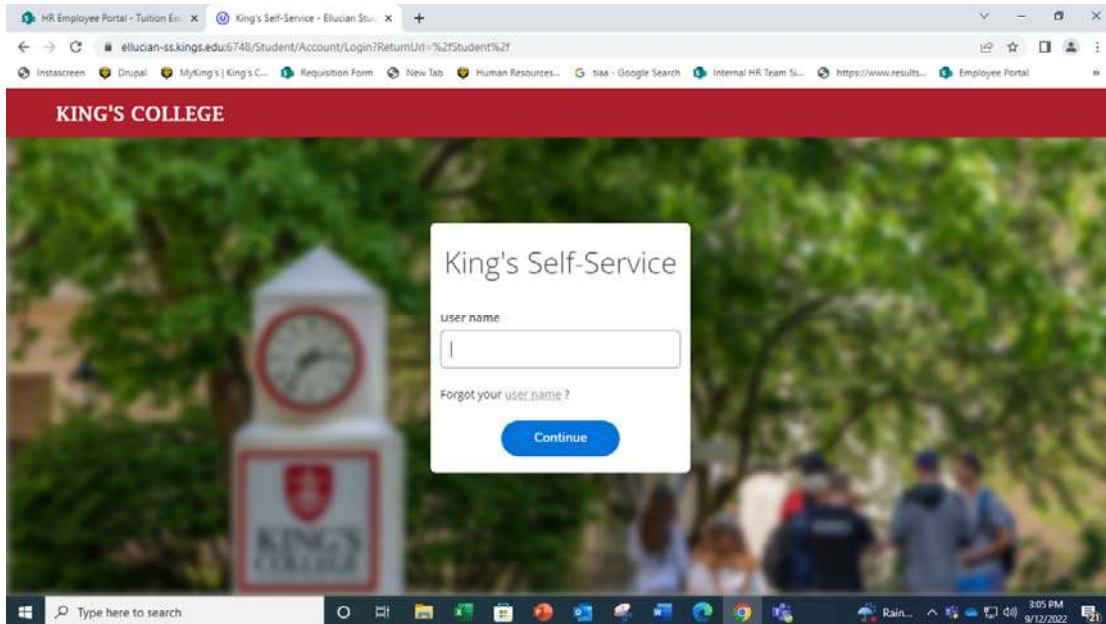 HR Employee Portal - Tuition Ex
King's Self-Service - Ellucian Stu
ellucian-ss.kings.edu:6748/Student/Account/Login?ReturnUrl=%2fStudent%2f
Instascreen
Drupal
MyKing's | King's C...
Requisition Form
New Tab
Human Resources...
tiaa - Google Search
Internal HR Team Si...
https://www.results...
Employee Portal
KING'S COLLEGE
King's Self-Service
User name
Forgot your user name ?
Continue
KING'S
COLLEGE
Type here to search
Rain...
3:05 PM
9/12/2022
21